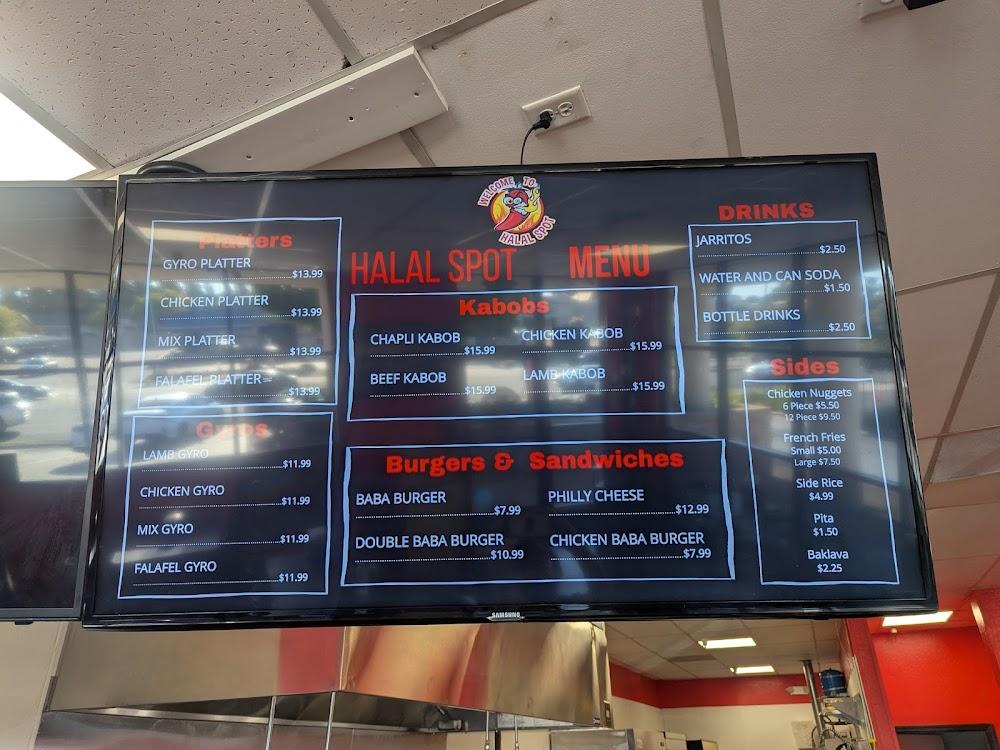 WELCOME TO
HALAL SPOT
HALAL SPOT MENU
Platters
GYRO PLATTER
$13.99
CHICKEN PLATTER
$13.99
MIX PLATTER
$13.99
FALAFEL PLATTER
$13.99
Gyros
LAMB GYRO
$11.99
CHICKEN GYRO
$11.99
MIX GYRO
$11.99
FALAFEL GYRO
$11.99
Kabobs
CHAPLI KABOB
$15.99
CHICKEN KABOB
$15.99
BEEF KABOB
$15.99
LAMB KABOB
$15.99
Burgers & Sandwiches
BABA BURGER
$7.99
PHILLY CHEESE
$12.99
DOUBLE BABA BURGER
$10.99
CHICKEN BABA BURGER
$7.99
DRINKS
JARRITOS
$2.50
WATER AND CAN SODA
$1.50
BOTTLE DRINKS
$2.50
Sides
Chicken Nuggets
6 Piece $5.50
12 Piece $9.50
French Fries
Small $5.00
Large $7.50
Side Rice
$4.99
Pita
$1.50
Baklava
$2.25
SAMSUNG